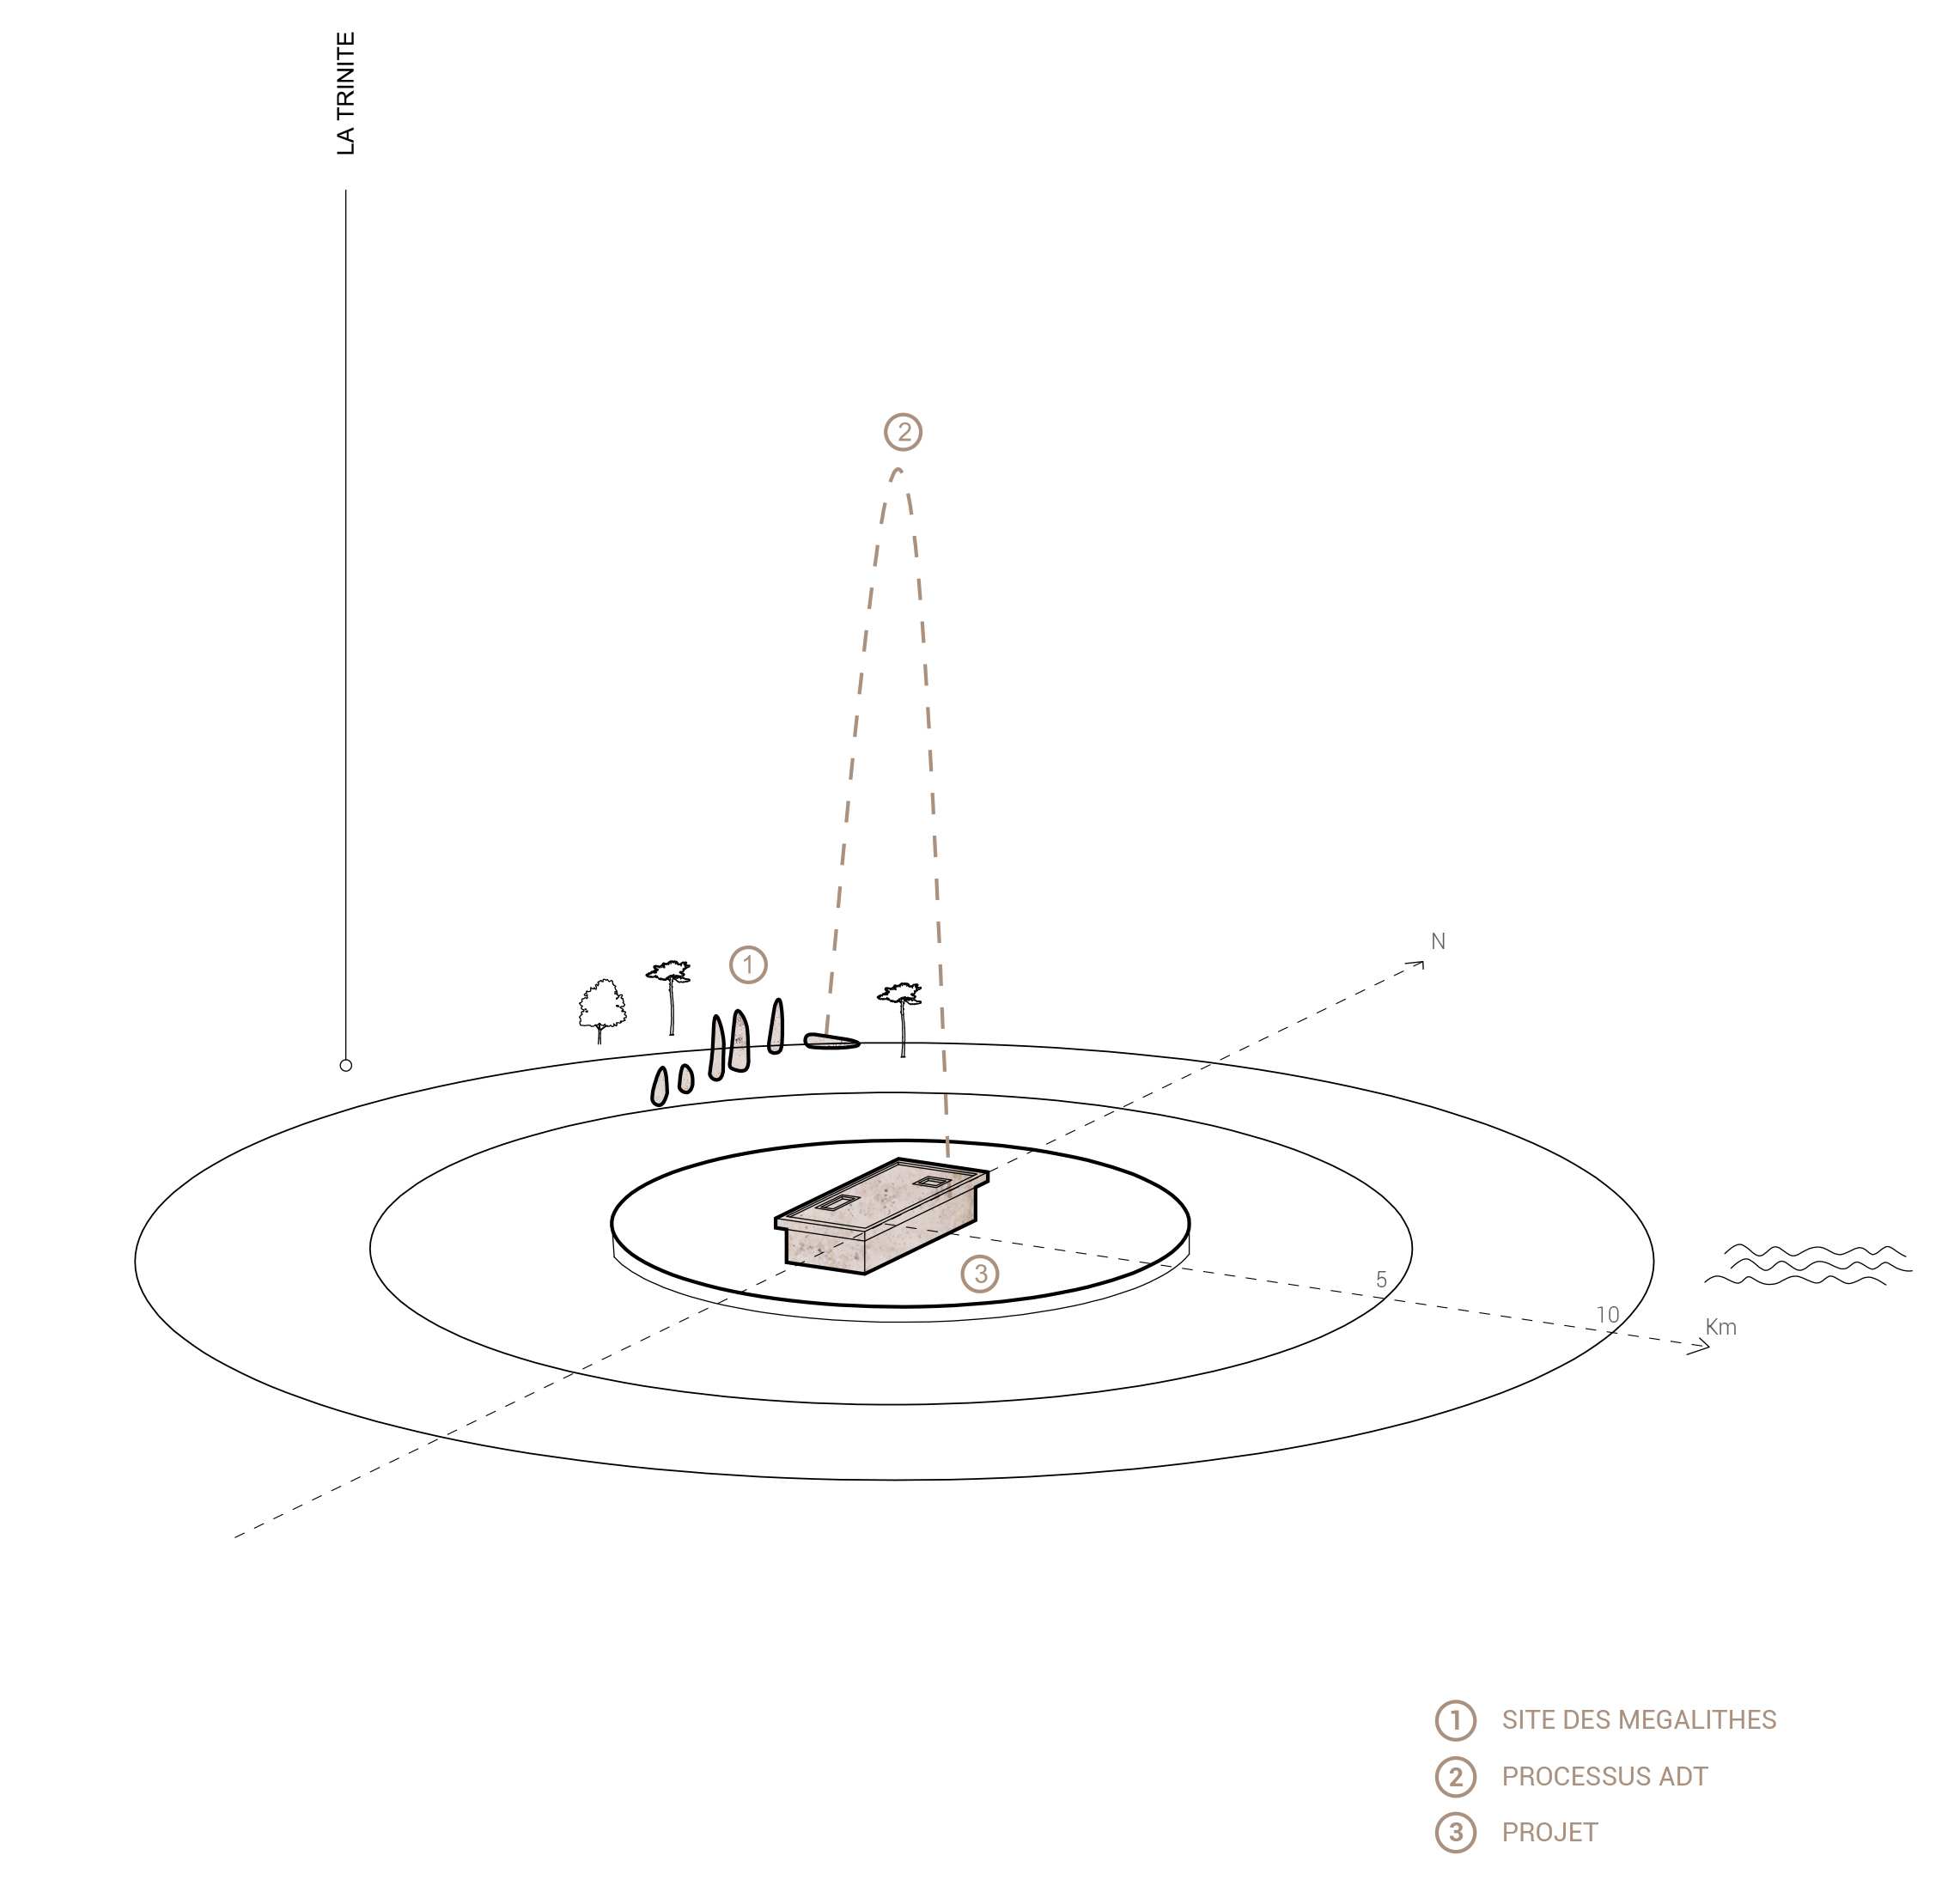 LA TRINITE
2
1
N
3
5
10
Km
1 SITE DES MEGALITHES
2 PROCESSUS ADT
3 PROJET